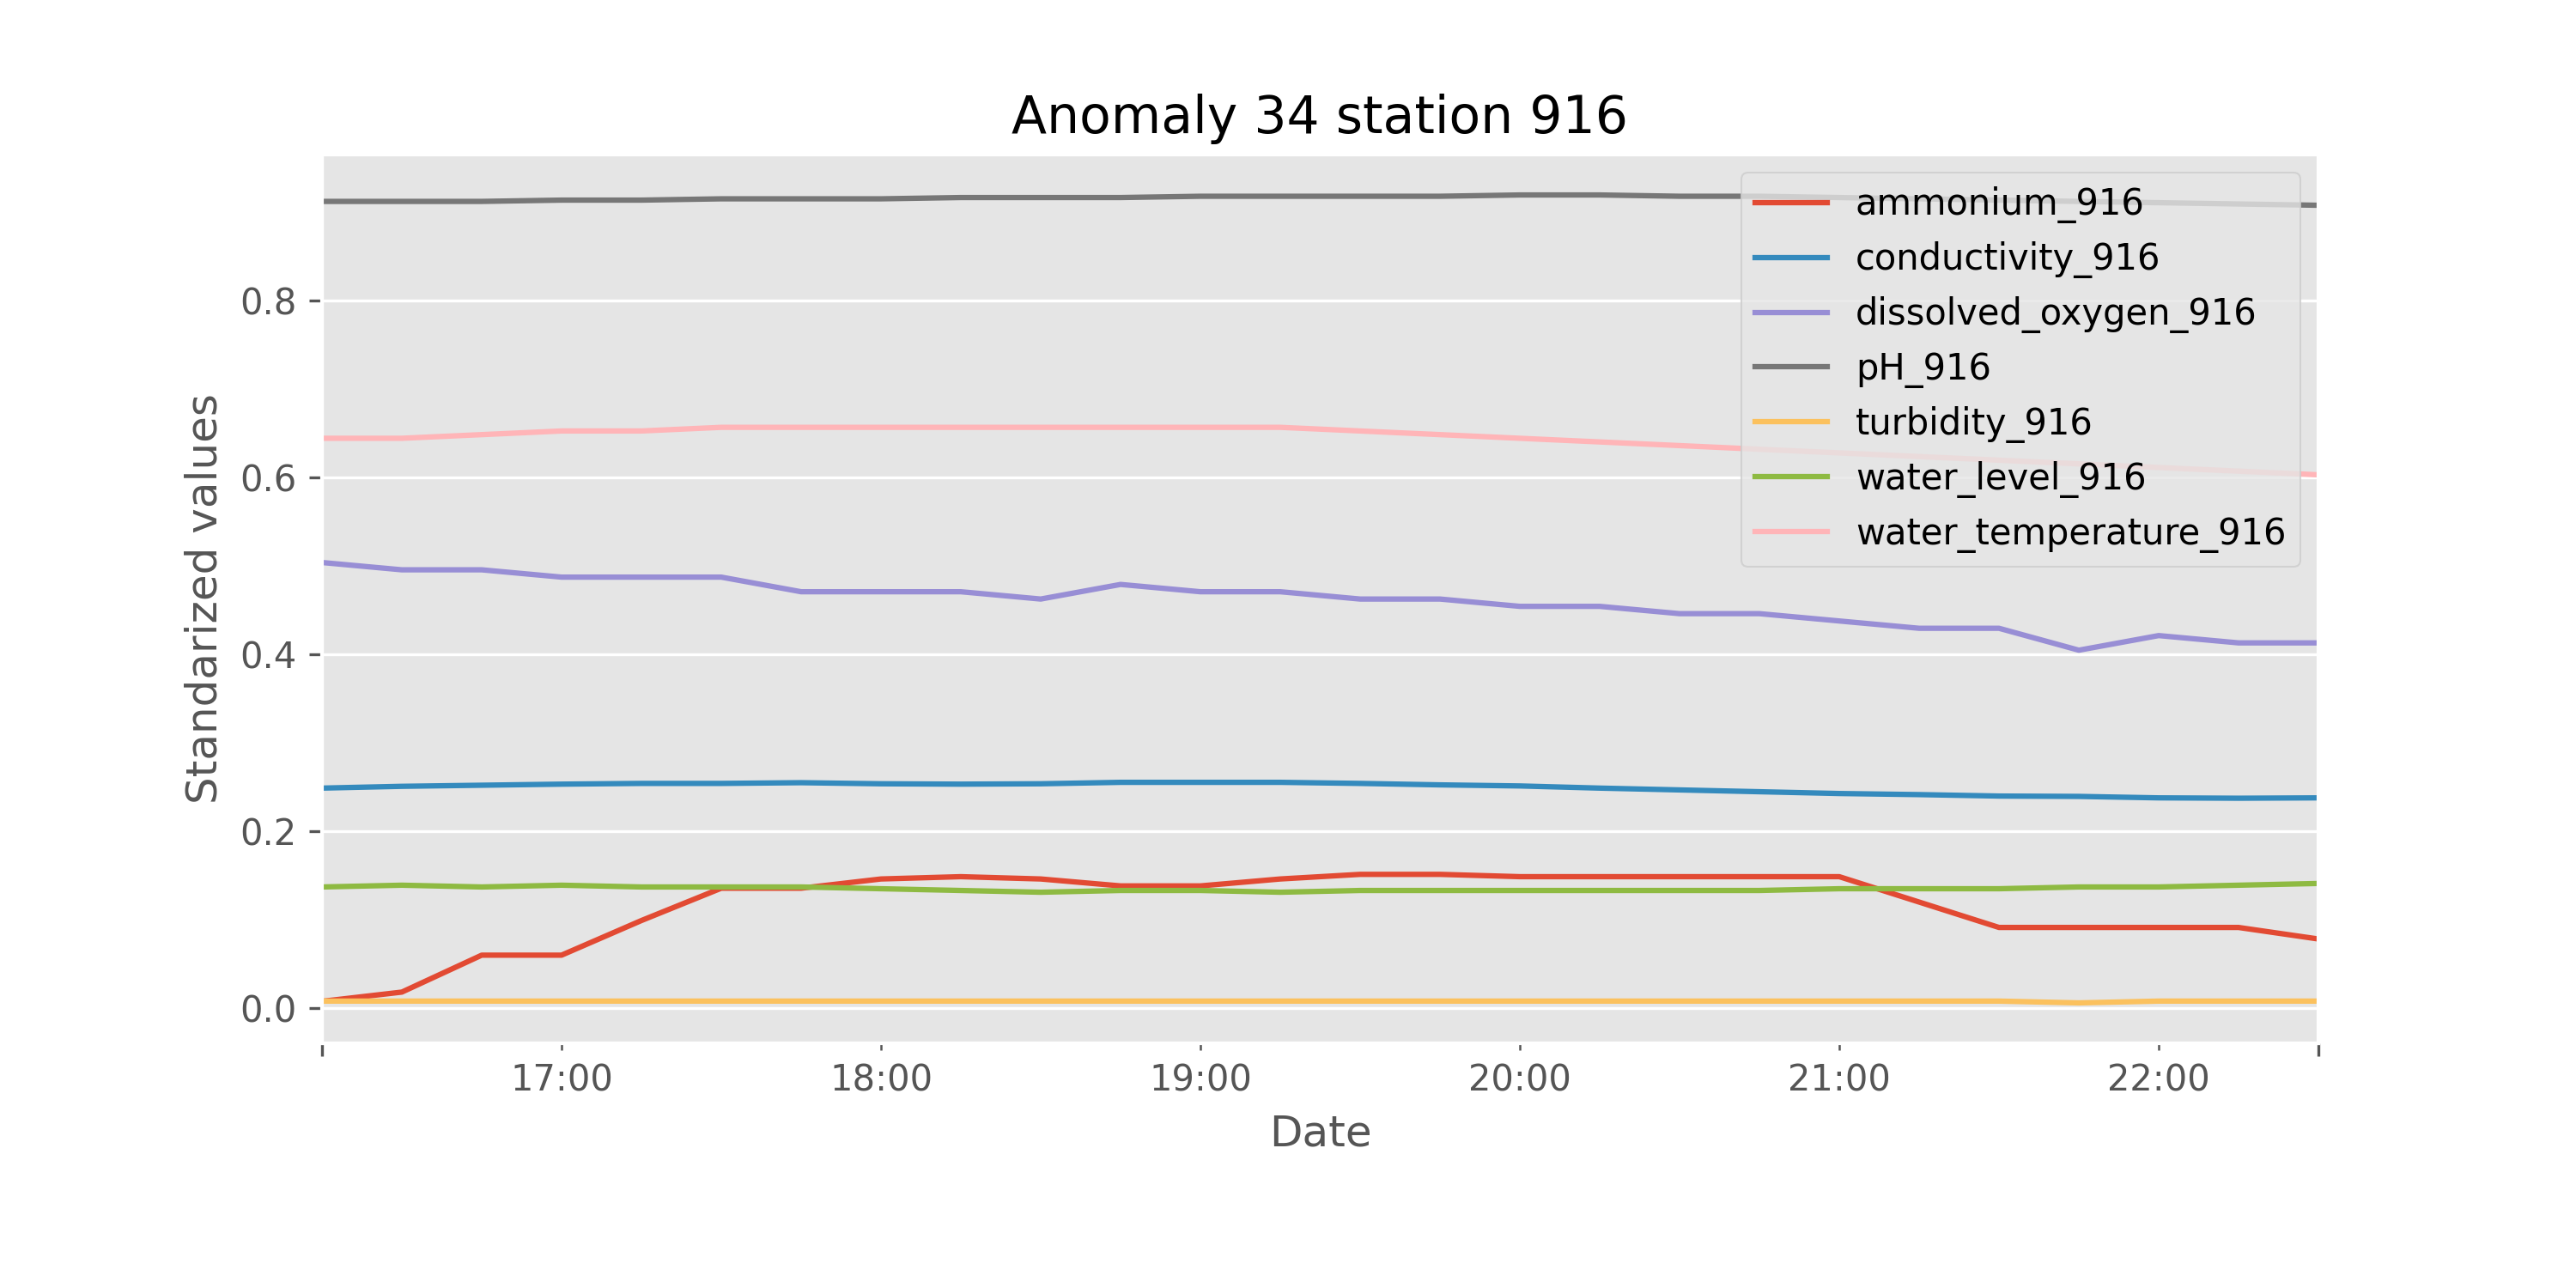 Anomaly 34 station 916
ammonium_916
conductivity_916
dissolved_oxygen_916
pH_916
turbidity_916
water_level_916
water_temperature_916
Standarized values
0.8
0.6
0.4
0.2
0.0
17:00 18:00 19:00 20:00 21:00 22:00
Date